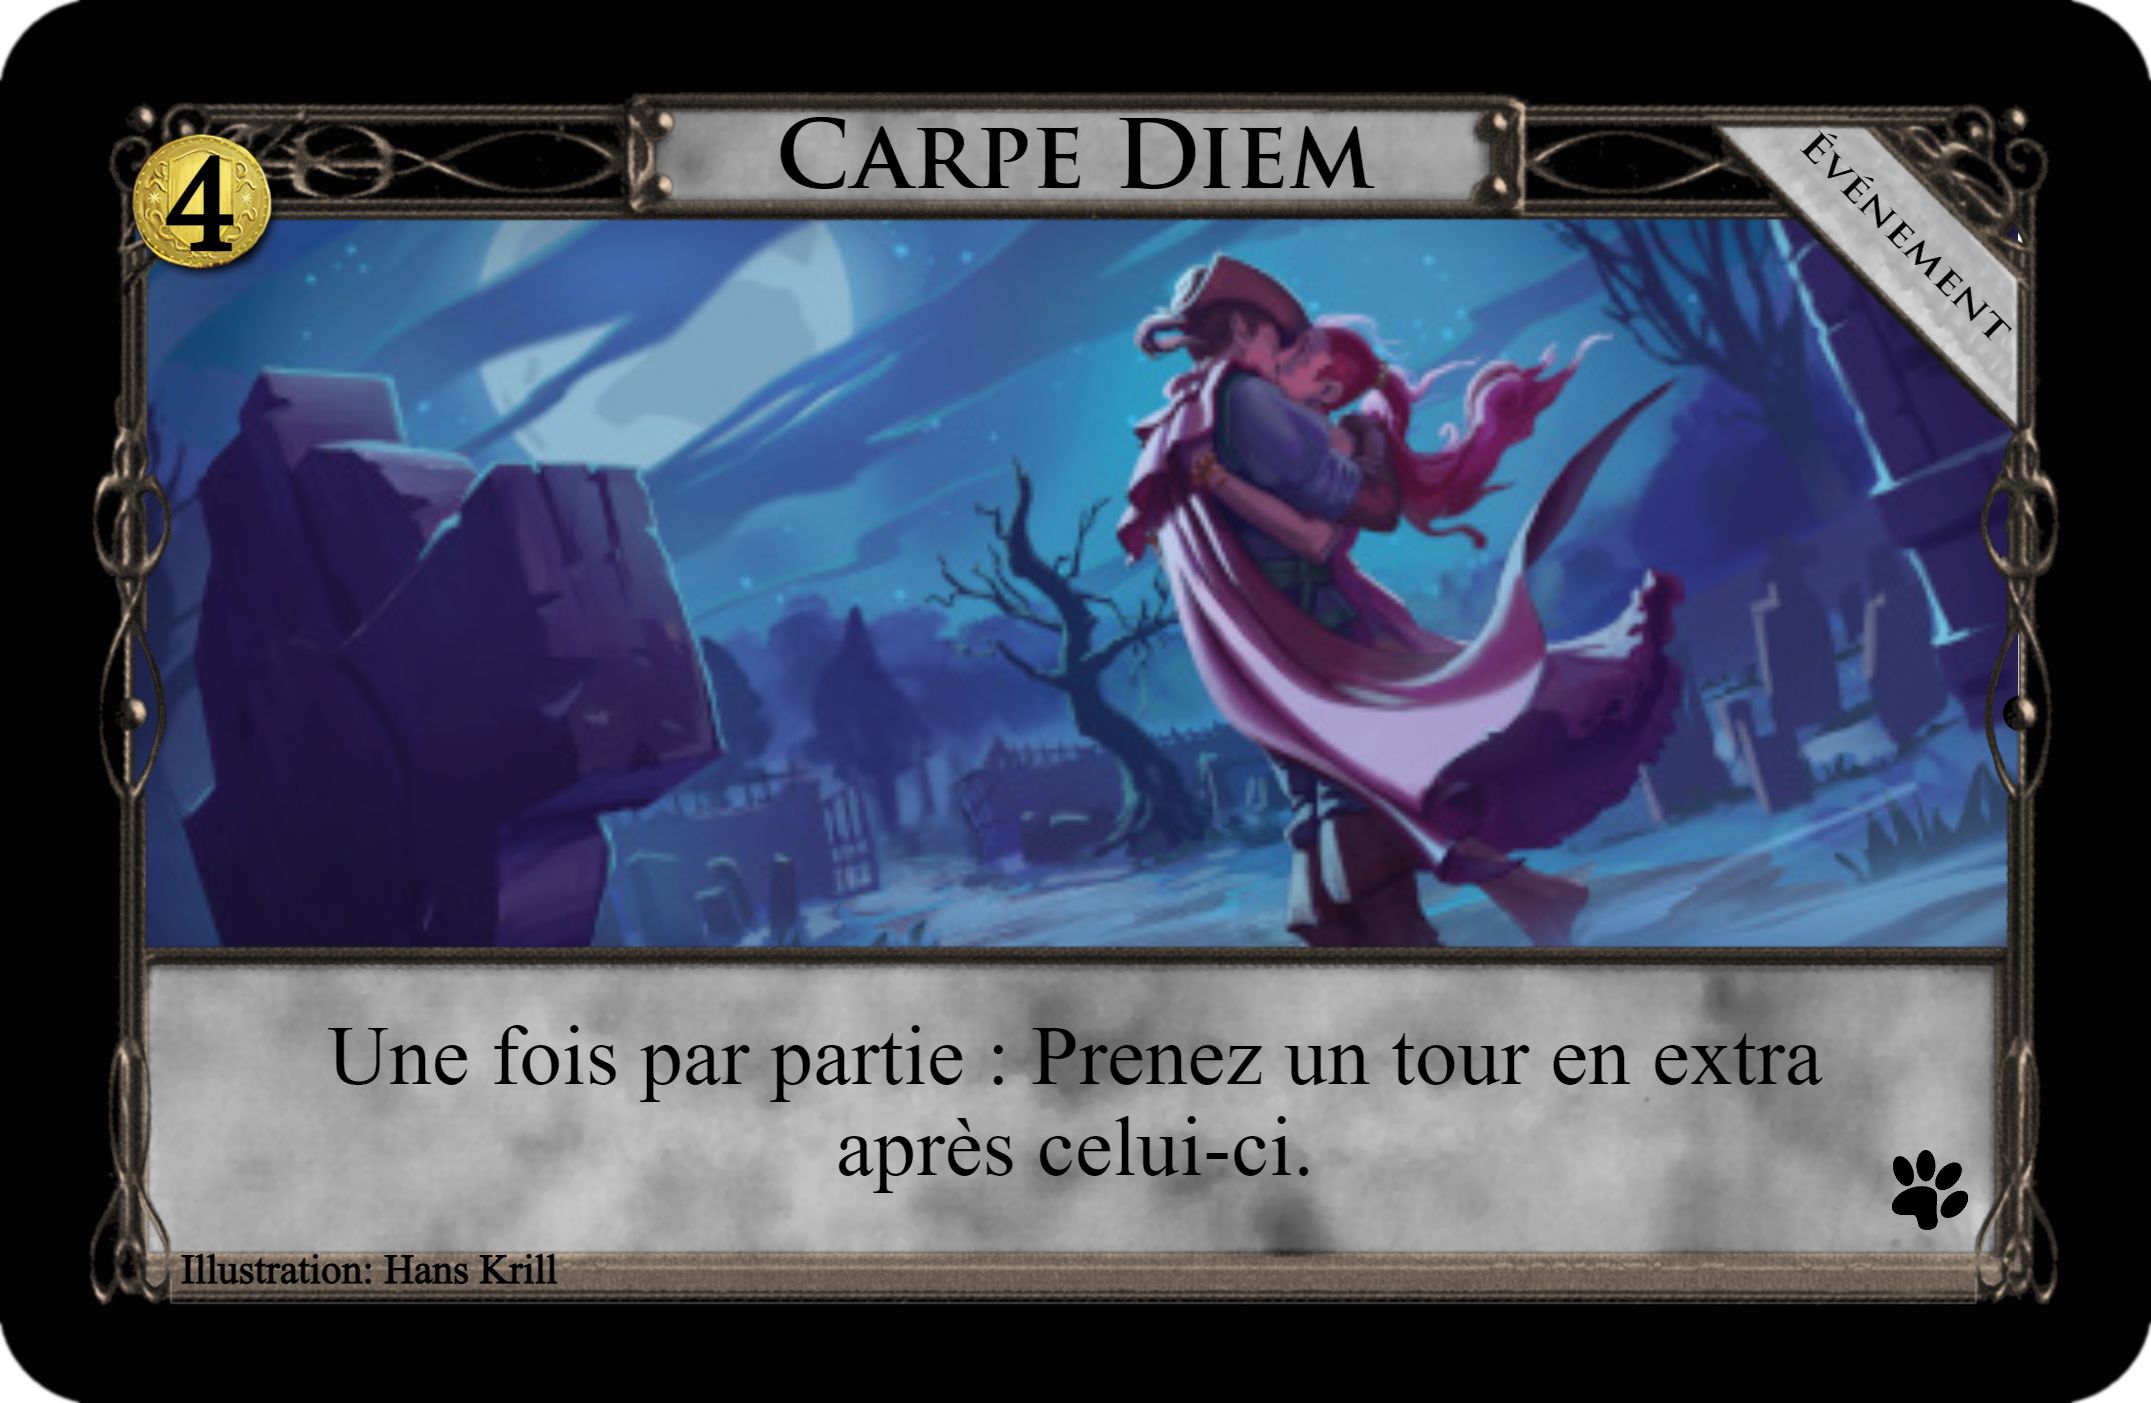 4
CARPE DIEM
ÉVÉNEMENT
Une fois par partie : Prenez un tour en extra
après celui-ci.
Illustration: Hans Krill